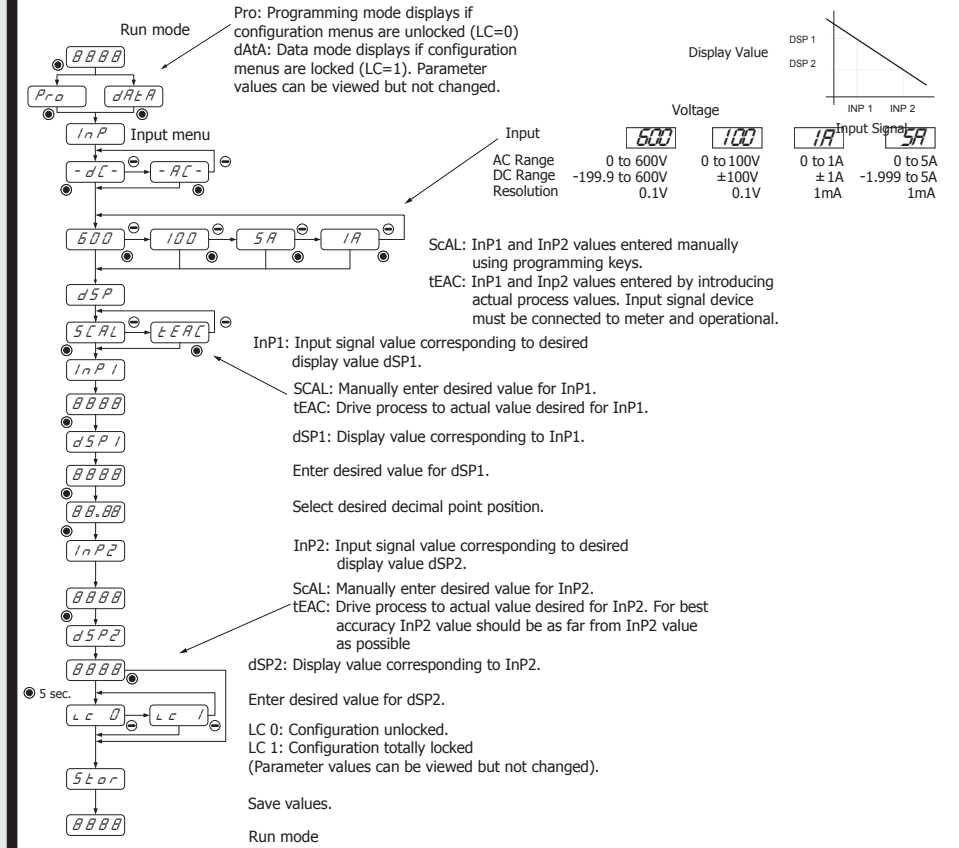 Run mode
Pro: Programming mode displays if
configuration menus are unlocked (LC=0)
dAtA: Data mode displays if configuration
menus are locked (LC=1). Parameter
values can be viewed but not changed.
8888
Pro dAtA
InP Input menu
-dC- -AC-
600 100 5A 1A
dSP
SCAL tEAC
InP1
8888
dSP1
8888
88.88
InP2
8888
dSP2
8888
5 sec.
Lc 0 Lc 1
Stor
8888
Display Value
DSP 1
DSP 2
INP 1 INP 2
Input Signal
Voltage
Input 600 100 1A 5A
AC Range 0 to 600V 0 to 100V 0 to 1A 0 to 5A
DC Range -199.9 to 600V ±100V ±1A -1.999 to 5A
Resolution 0.1V 0.1V 1mA 1mA
ScAL: InP1 and InP2 values entered manually
using programming keys.
tEAC: InP1 and Inp2 values entered by introducing
actual process values. Input signal device
must be connected to meter and operational.
InP1: Input signal value corresponding to desired
display value dSP1.
SCAL: Manually enter desired value for InP1.
tEAC: Drive process to actual value desired for InP1.
dSP1: Display value corresponding to InP1.
Enter desired value for dSP1.
Select desired decimal point position.
InP2: Input signal value corresponding to desired
display value dSP2.
ScAL: Manually enter desired value for InP2.
tEAC: Drive process to actual value desired for InP2. For best
accuracy InP2 value should be as far from InP2 value
as possible
dSP2: Display value corresponding to InP2.
Enter desired value for dSP2.
LC 0: Configuration unlocked.
LC 1: Configuration totally locked
(Parameter values can be viewed but not changed).
Save values.
Run mode